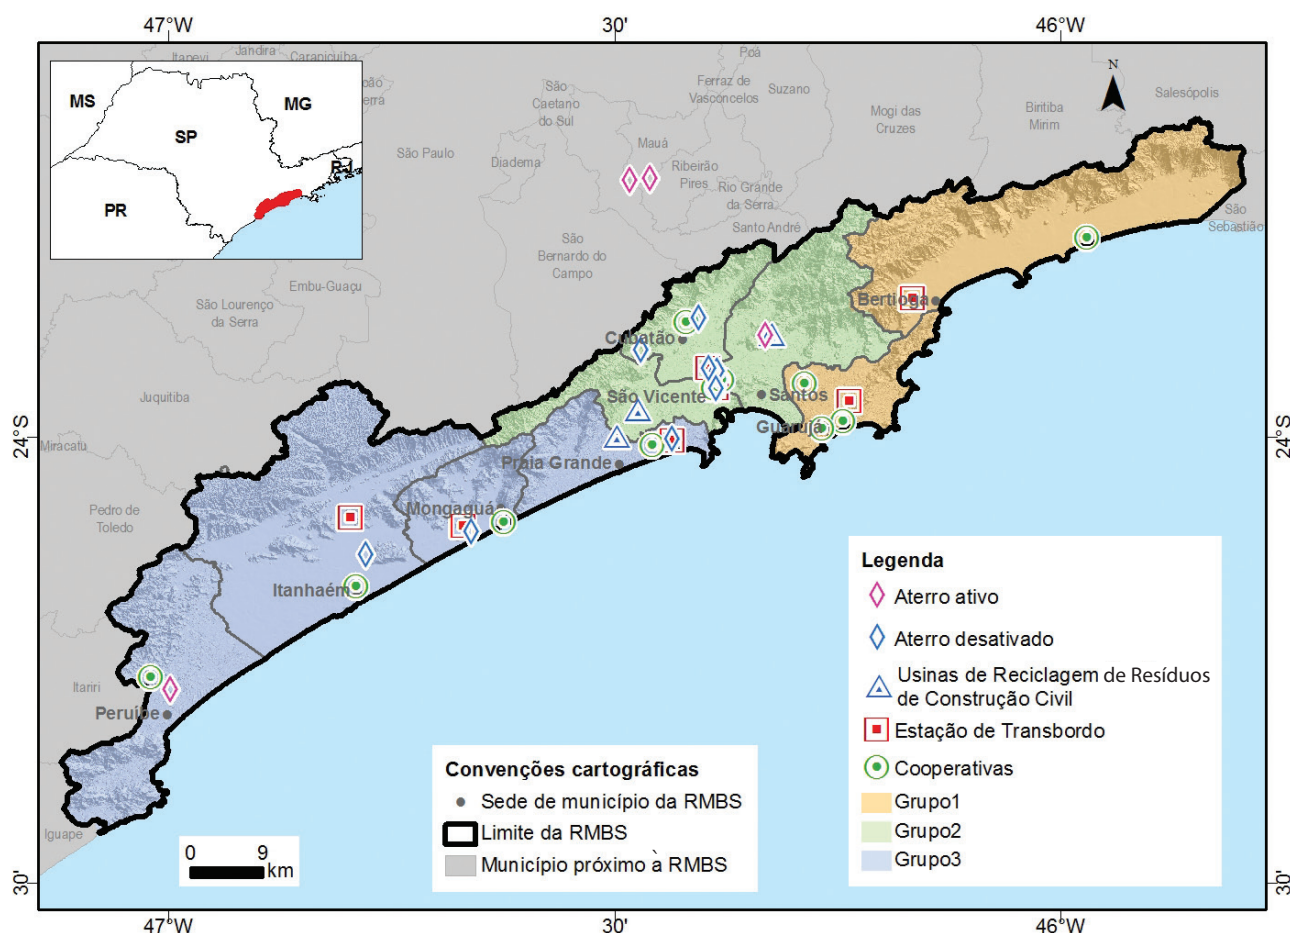 47°W
30'
46°W
Itapevi
Jandira
Carapicuíba
Poá
São
Caetano
do Sul
Ferraz de
Vasconcelos
Suzano
Mogi das
Cruzes
Biritiba
Mirim
Salesópolis
N
MS
MG
SP
PR
São Paulo
Diadema
Mauá
Ribeirão
Pires
Rio Grande
da Serra
Santo André
São
Bernardo do
Campo
São
Sebastião
Embu-Guaçu
São Lourenço
da Serra
Juquitiba
Miracatu
Pedro de
Toledo
Itariri
Iguape
Bertioga
Cubatão
São Vicente
Santos
Guarujá
Praia Grande
Mongaguá
Itanhaém
Peruíbe
24°S
24°S
Legenda
Aterro ativo
Aterro desativado
Usinas de Reciclagem de Resíduos
de Construção Civil
Estação de Transbordo
Cooperativas
Grupo1
Grupo2
Grupo3
Convenções cartográficas
Sede de município da RMBS
Limite da RMBS
Município próximo à RMBS
0 9
km
30'
30'
47°W
30'
46°W